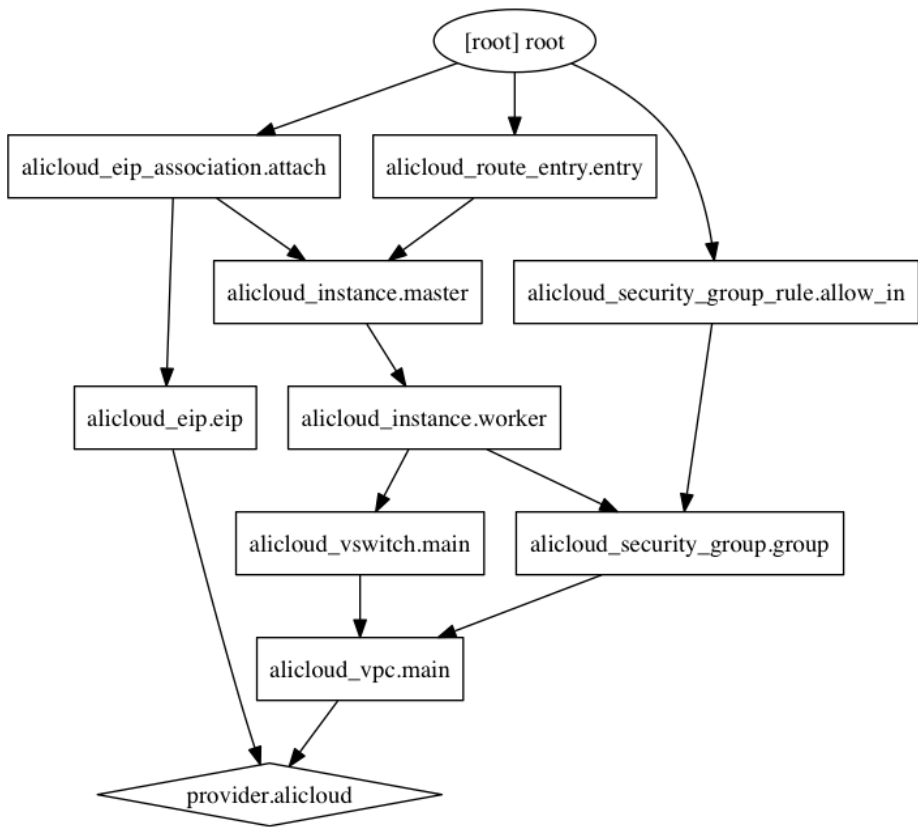 [root] root
alicloud_eip_association.attach
alicloud_route_entry.entry
alicloud_instance.master
alicloud_security_group_rule.allow_in
alicloud_eip.eip
alicloud_instance.worker
alicloud_vswitch.main
alicloud_security_group.group
alicloud_vpc.main
provider.alicloud